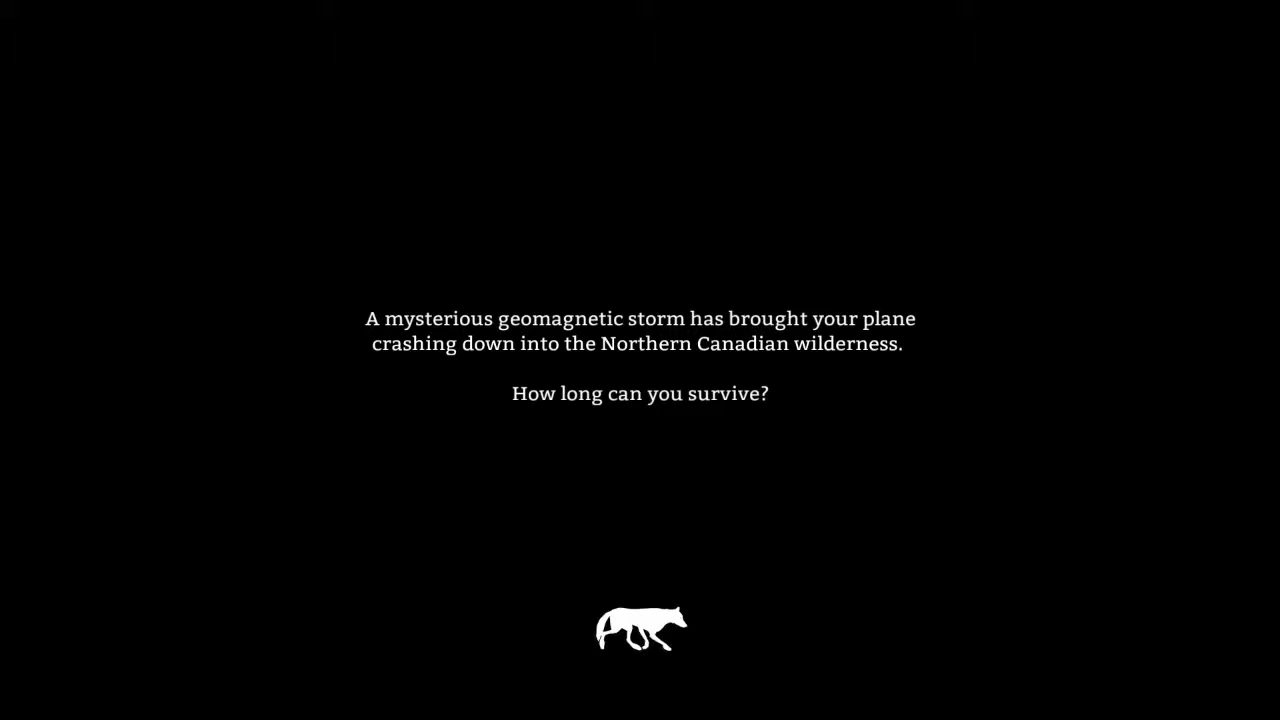 A mysterious geomagnetic storm has brought your plane
crashing down into the Northern Canadian wilderness.
How long can you survive?